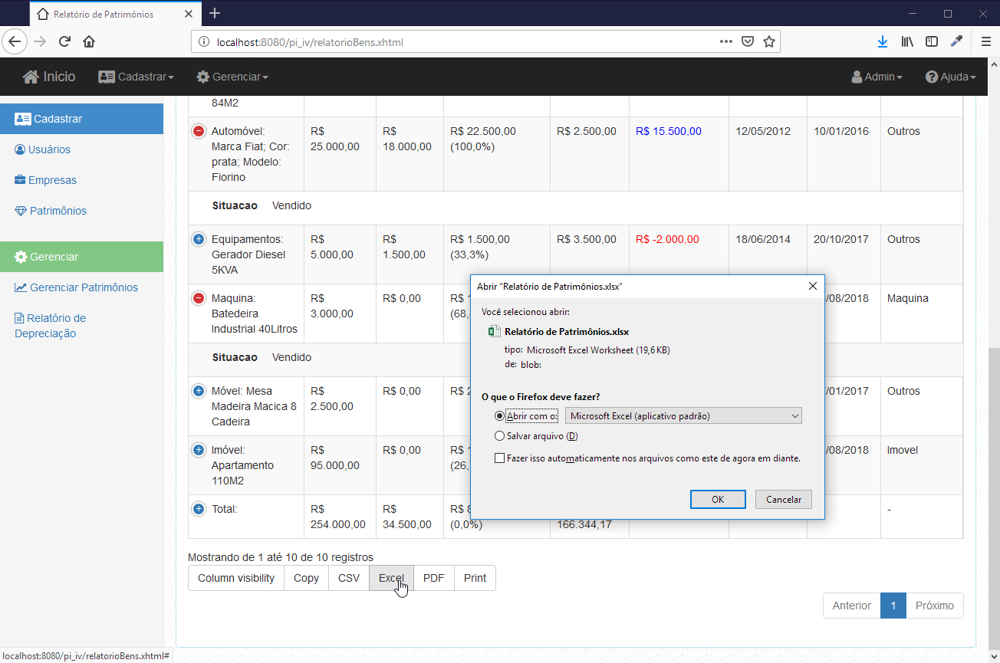 Relatório de Patrimônios
localhost:8080/pi_iv/relatorioBens.xhtml
Inicio Cadastrar Gerenciar Admin Ajuda
Cadastrar
Usuários
Empresas
Patrimônios
Gerenciar
Gerenciar Patrimônios
Relatório de
Depreciação
84M2
Automóvel: R$ R$ R$ 22.500,00 R$ 2.500,00 R$ 15.500,00 12/05/2012 10/01/2016 Outros
Marca Fiat; Cor: 25.000,00 18.000,00 (100,0%)
prata; Modelo:
Fiorino
Situacao Vendido
Equipamentos: R$ R$ R$ 1.500,00 R$ 3.500,00 R$ -2.000,00 18/06/2014 20/10/2017 Outros
Gerador Diesel 5.000,00 1.500,00 (33,3%)
5KVA
Maquina: R$ R$ 0,00 R$ /08/2018 Maquina
Batedeira 3.000,00 (68,
Industrial 40Litros
Situacao Vendido
Móvel: Mesa R$ R$ 0,00 R$ 2 /01/2017 Outros
Madeira Macica 8 2.500,00
Cadeira
Imóvel: R$ R$ 0,00 R$ 1 /08/2018 Imovel
Apartamento 95.000,00 (26,
110M2
Total: R$ R$ R$ 8 -
254.000,00 34.500,00 (0,0%) 166.344,17
Mostrando de 1 até 10 de 10 registros
Column visibility Copy CSV Excel PDF Print
Anterior 1 Próximo
Abrir "Relatório de Patrimônios.xlsx"
Você selecionou abrir:
Relatório de Patrimônios.xlsx
tipo: Microsoft Excel Worksheet (19,6 KB)
de: blob:
O que o Firefox deve fazer?
Abrir com o: Microsoft Excel (aplicativo padrão)
Salvar arquivo (D)
Fazer isso automaticamente nos arquivos como este de agora em diante.
OK Cancelar
localhost:8080/pi_iv/relatorioBens.xhtml#